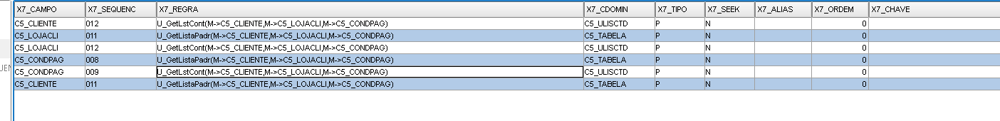 X7_CAMPO X7_SEQUENC X7_REGRA X7_CDOMIN X7_TIPO X7_SEEK X7_ALIAS X7_ORDEM X7_CHAVE
C5_CLIENTE 012 U_GetLstCont(M->C5_CLIENTE,M->C5_LOJACLI,M->C5_CONDPAG) C5_ULISCTD P N 0
C5_LOJACLI 011 U_GetListaPadr(M->C5_CLIENTE,M->C5_LOJACLI,M->C5_CONDPAG) C5_TABELA P N 0
C5_LOJACLI 012 U_GetLstCont(M->C5_CLIENTE,M->C5_LOJACLI,M->C5_CONDPAG) C5_ULISCTD P N 0
C5_CONDPAG 008 U_GetListaPadr(M->C5_CLIENTE,M->C5_LOJACLI,M->C5_CONDPAG) C5_TABELA P N 0
C5_CONDPAG 009 U_GetLstCont(M->C5_CLIENTE,M->C5_LOJACLI,M->C5_CONDPAG) C5_ULISCTD P N 0
C5_CLIENTE 011 U_GetListaPadr(M->C5_CLIENTE,M->C5_LOJACLI,M->C5_CONDPAG) C5_TABELA P N 0